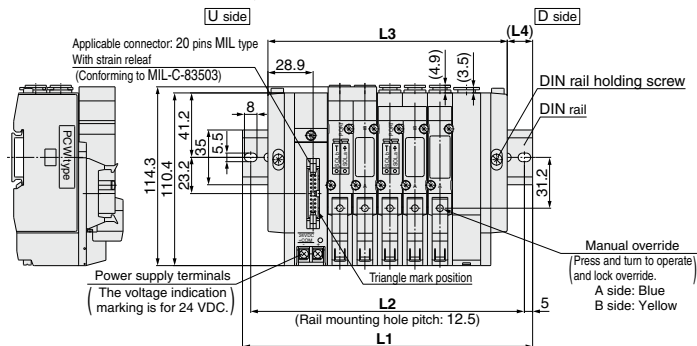 U side
D side
L3
(L4)
Applicable connector: 20 pins MIL type
With strain releaf
(Conforming to MIL-C-83503)
28.9
(4.9)
(3.5)
DIN rail holding screw
DIN rail
8
PC W type
114.3
110.4
41.2
35
5.5
23.2
31.2
24VDC
Manual override
(Press and turn to operate
and lock override.)
A side: Blue
B side: Yellow
Power supply terminals
(The voltage indication
marking is for 24 VDC.)
Triangle mark position
L2
5
(Rail mounting hole pitch: 12.5)
L1